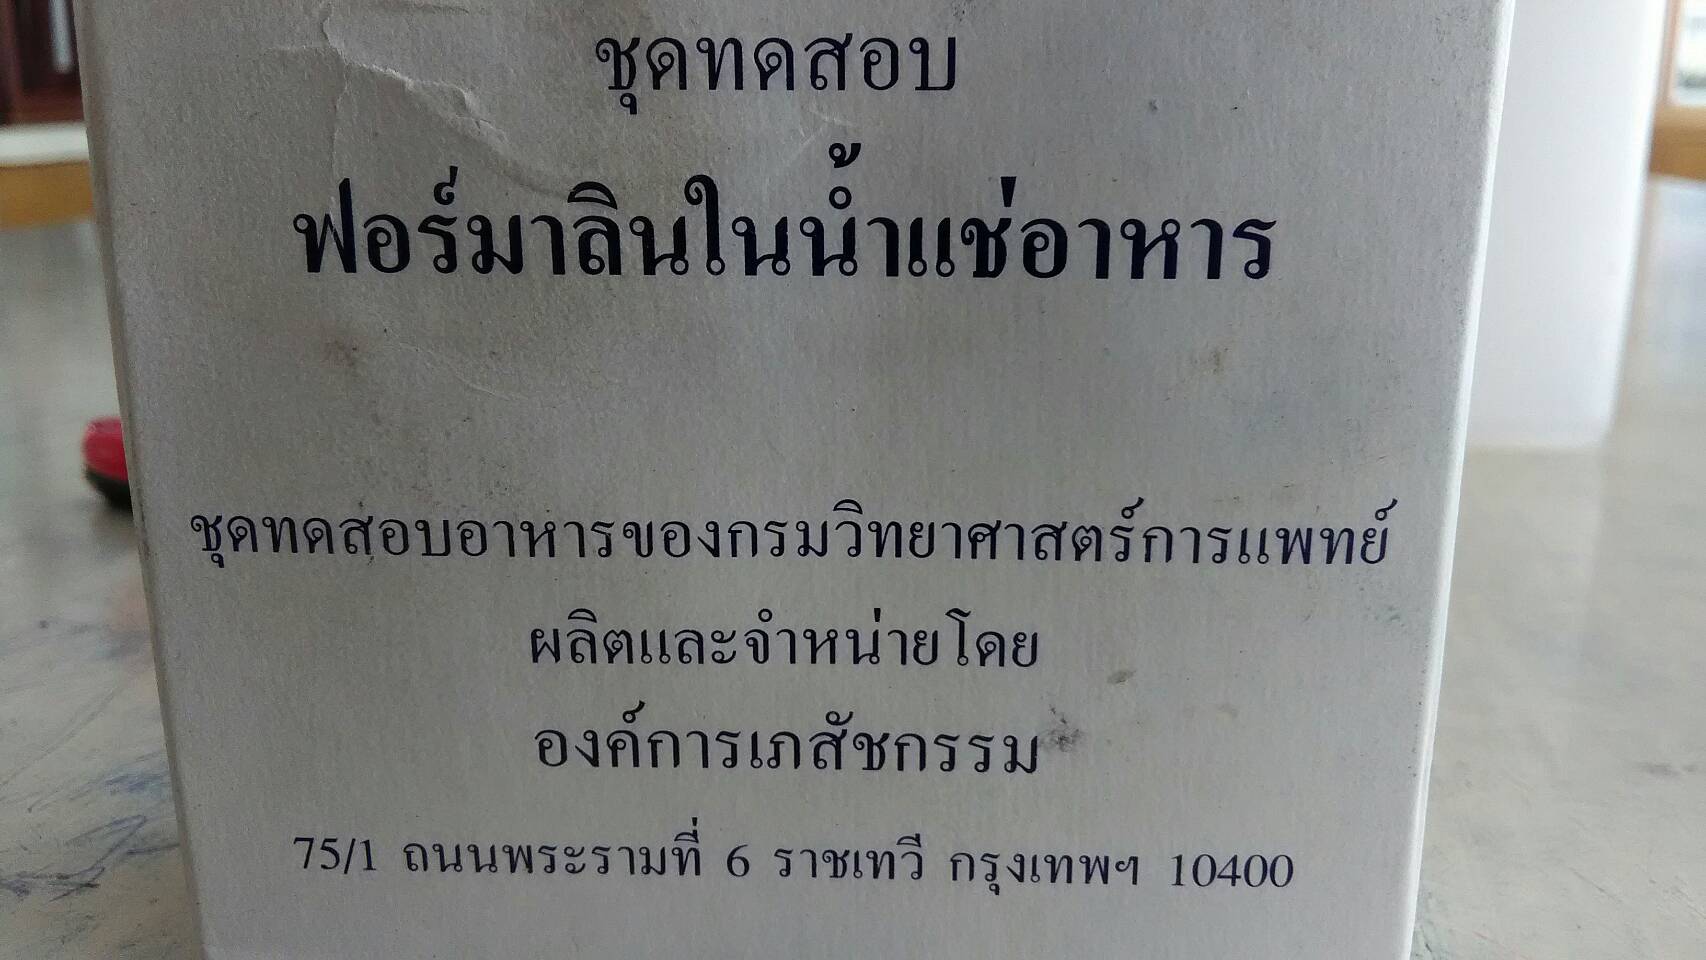 ชุดทดสอบ
ฟอร์มาลินในน้ำแช่อาหาร
ชุดทดสอบอาหารของกรมวิทยาศาสตร์การแพทย์
ผลิตและจำหน่ายโดย
องค์การเภสัชกรรม
75/1 ถนนพระรามที่ 6 ราชเทวี กรุงเทพฯ 10400